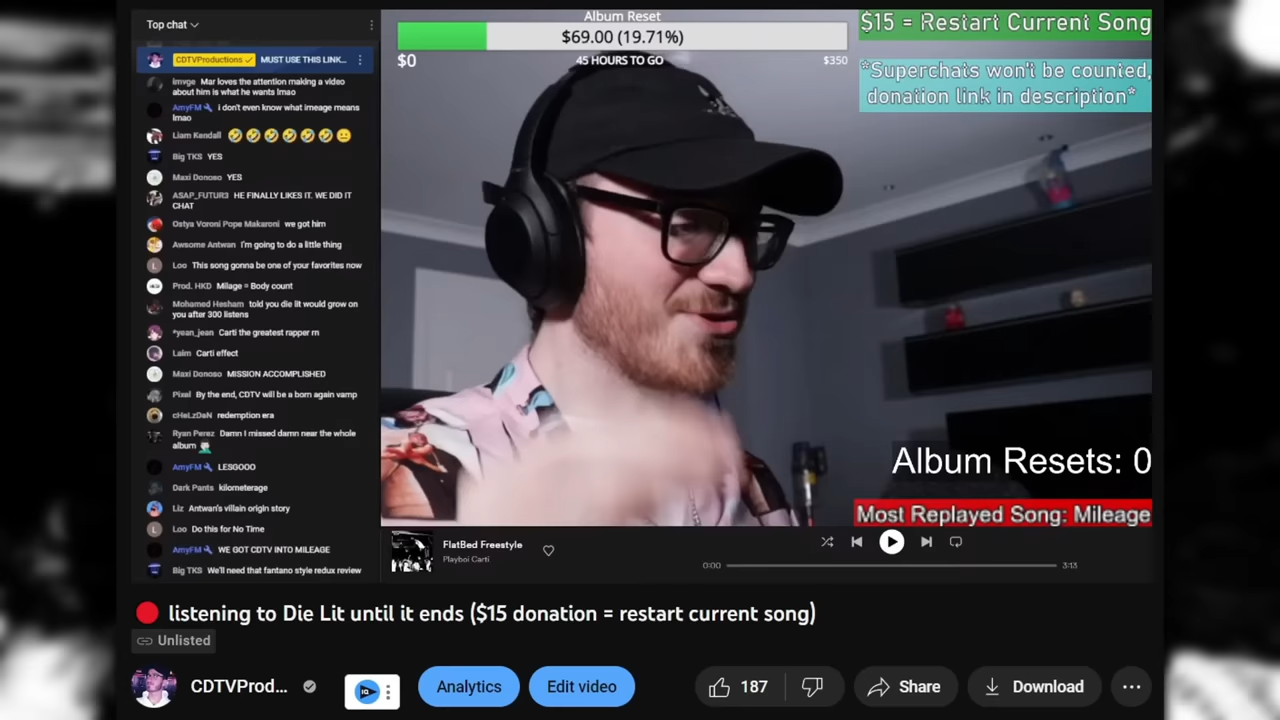 Top chat
CDTVProductions MUST USE THIS LINK...
Imvge Mar loves the attention making a video
about him is what he wants lmao
AmyFM i don't even know what imeage means
lmao
Liam Kendall
Big TKS YES
Maxi Donoso YES
ASAP_FUTUR3 HE FINALLY LIKES IT. WE DID IT
CHAT
Ostya Voroni Pope Makaroni we got him
Awsome Antwan I'm going to do a little thing
Loo This song gonna be one of your favorites now
Prod. HKD Milage = Body count
Mohamed Hesham told you die lit would grow on
you after 300 listens
*yean_jean Carti the greatest rapper rn
Laim Carti effect
Maxi Donoso MISSION ACCOMPLISHED
Pixal By the end, CDTV will be a born again vamp
cHeLzDaN redemption era
Ryan Perez Damn I missed damn near the whole
album
AmyFM LESGOOO
Dark Pants kilometerage
Liz Antwan's villain origin story
Loo Do this for No Time
AmyFM WE GOT CDTV INTO MILEAGE
Big TKS We'll need that fantano style redux review
Album Reset
$69.00 (19.71%)
$0 45 HOURS TO GO $350
$15 = Restart Current Song
*Superchats won't be counted,
donation link in description*
Album Resets: 0
Most Replayed Song: Mileage
FlatBed Freestyle
Playboi Carti
0:00 3:13
listening to Die Lit until it ends ($15 donation = restart current song)
Unlisted
CDTVProd... IQ Analytics Edit video 187 Share Download